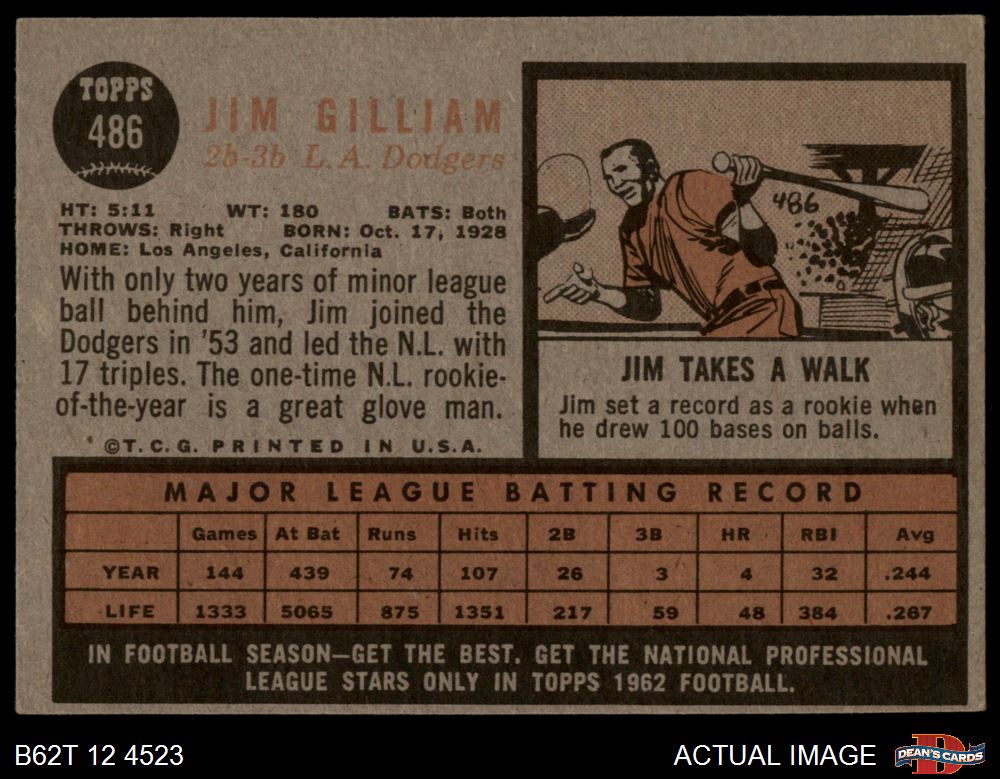 TOPPS
486
JIM GILLIAM
2b-3b L.A. Dodgers
HT: 5:11 WT: 180 BATS: Both
THROWS: Right BORN: Oct. 17, 1928
HOME: Los Angeles, California
With only two years of minor league
ball behind him, Jim joined the
Dodgers in '53 and led the N.L. with
17 triples. The one-time N.L. rookie-
of-the-year is a great glove man.
©T.C.G. PRINTED IN U.S.A.
486
JIM TAKES A WALK
Jim set a record as a rookie when
he drew 100 bases on balls.
MAJOR LEAGUE BATTING RECORD
Games At Bat Runs Hits 2B 3B HR RBI Avg
YEAR 144 439 74 107 26 3 4 32 .244
LIFE 1333 5065 875 1351 217 59 48 384 .267
IN FOOTBALL SEASON—GET THE BEST. GET THE NATIONAL PROFESSIONAL
LEAGUE STARS ONLY IN TOPPS 1962 FOOTBALL.
B62T 12 4523
ACTUAL IMAGE
D
DEAN'S CARDS